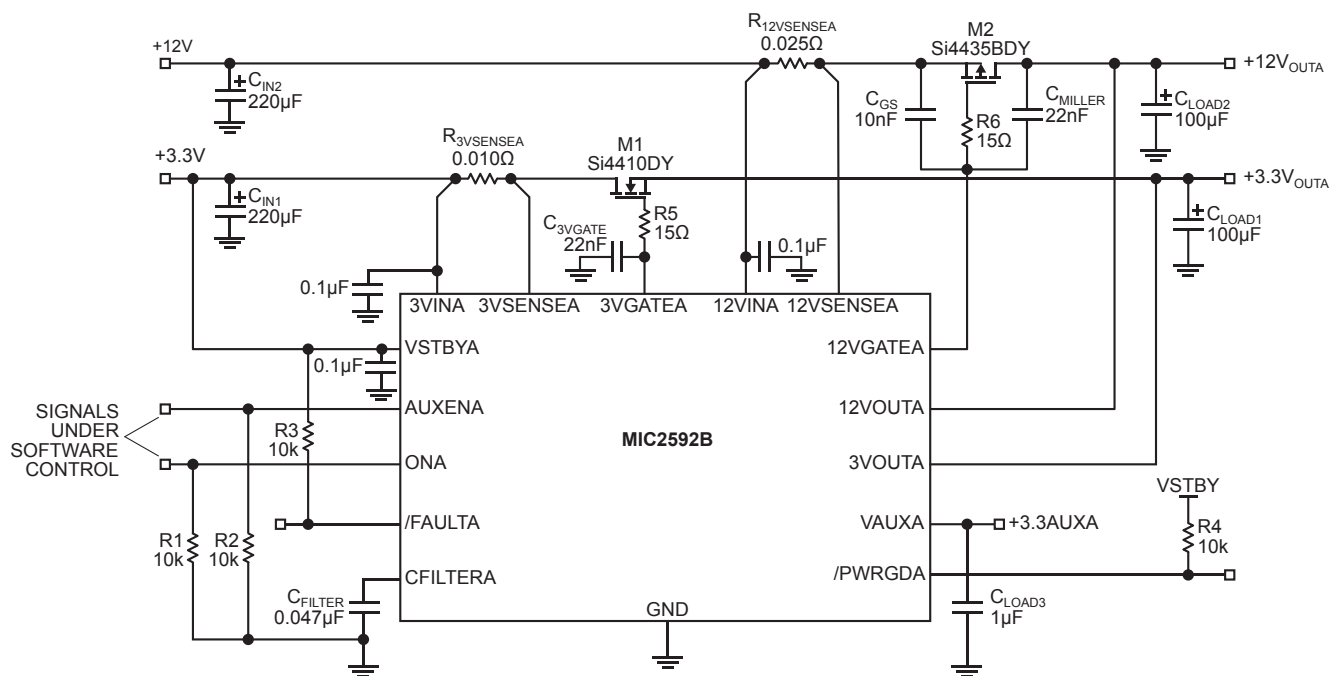 R12VSENSEA
0.025Ω
M2
Si4435BDY
+12V
+12VOUTA
CIN2
220µF
CGS
10nF
R6
15Ω
CMILLER
22nF
CLOAD2
100µF
R3VSENSEA
0.010Ω
M1
Si4410DY
+3.3V
+3.3VOUTA
CIN1
220µF
C3VGATE
22nF
R5
15Ω
0.1µF
CLOAD1
100µF
0.1µF
3VINA
3VSENSEA
3VGATEA
12VINA
12VSENSEA
VSTBYA
12VGATEA
0.1µF
SIGNALS
UNDER
SOFTWARE
CONTROL
AUXENA
12VOUTA
R3
10k
MIC2592B
ONA
3VOUTA
VSTBY
/FAULTA
VAUXA
+3.3AUXA
R4
10k
R1
10k
R2
10k
CFILTERA
/PWRGDA
CFILTER
0.047µF
GND
CLOAD3
1µF